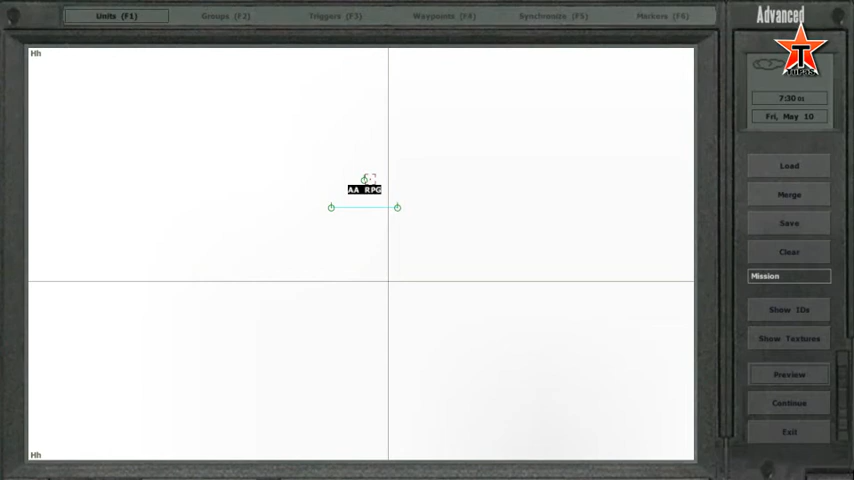 Units (F1) Groups (F2) Triggers (F3) Waypoints (F4) Synchronize (F5) Markers (F6) Advanced
Hh
T
TUPAS
7:30
Fri, May 10
Load
AA RPG
Merge
Save
Clear
Mission
Show IDs
Show Textures
Preview
Continue
Exit
Hh